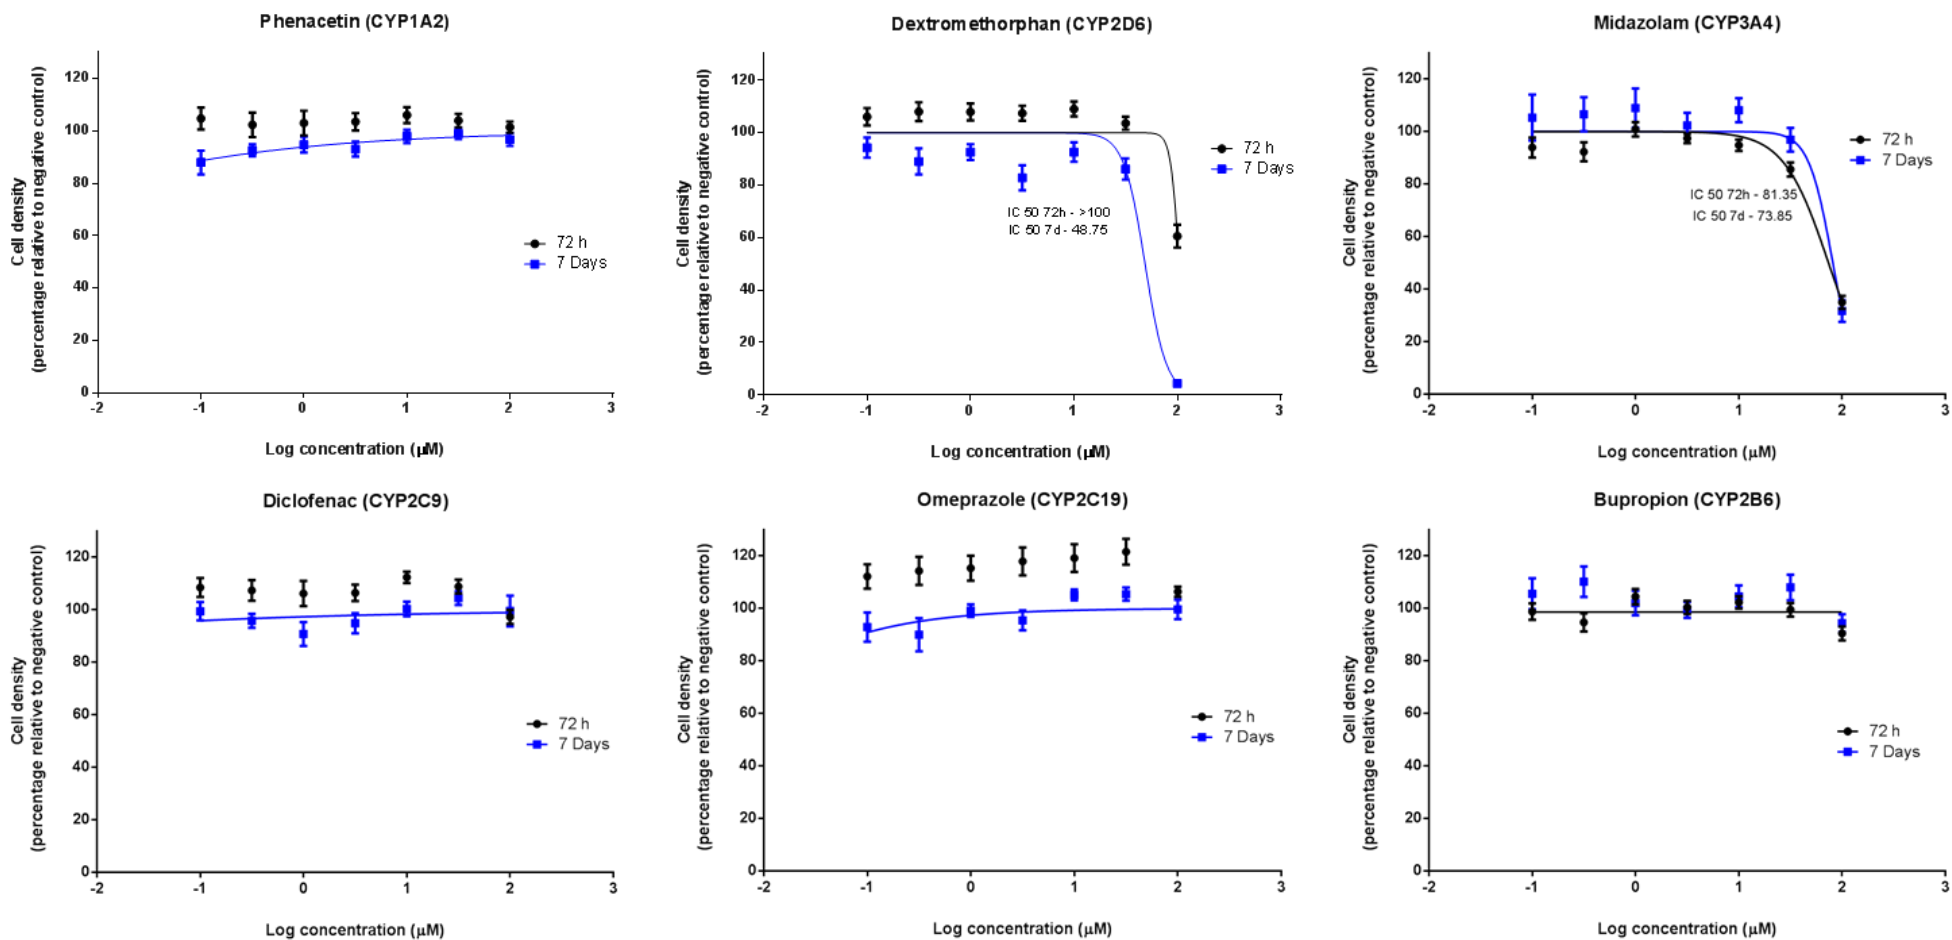 Phenacetin (CYP1A2)
Cell density
(percentage relative to negative control)
120
100
80
60
40
20
0
-2
-1
0
1
2
3
Log concentration (µM)
72 h
7 Days
Dextromethorphan (CYP2D6)
Cell density
(percentage relative to negative control)
120
100
80
60
40
20
0
-2
-1
0
1
2
3
Log concentration (µM)
IC 50 72h - >100
IC 50 7d - 48.75
72 h
7 Days
Midazolam (CYP3A4)
Cell density
(percentage relative to negative control)
120
100
80
60
40
20
0
-2
-1
0
1
2
3
Log concentration (µM)
IC 50 72h - 81.35
IC 50 7d - 73.85
72 h
7 Days
Diclofenac (CYP2C9)
Cell density
(percentage relative to negative control)
120
100
80
60
40
20
0
-2
-1
0
1
2
3
Log concentration (µM)
72 h
7 Days
Omeprazole (CYP2C19)
Cell density
(percentage relative to negative control)
120
100
80
60
40
20
0
-2
-1
0
1
2
3
Log concentration (µM)
72 h
7 Days
Bupropion (CYP2B6)
Cell density
(percentage relative to negative control)
120
100
80
60
40
20
0
-2
-1
0
1
2
3
Log concentration (µM)
72 h
7 Days